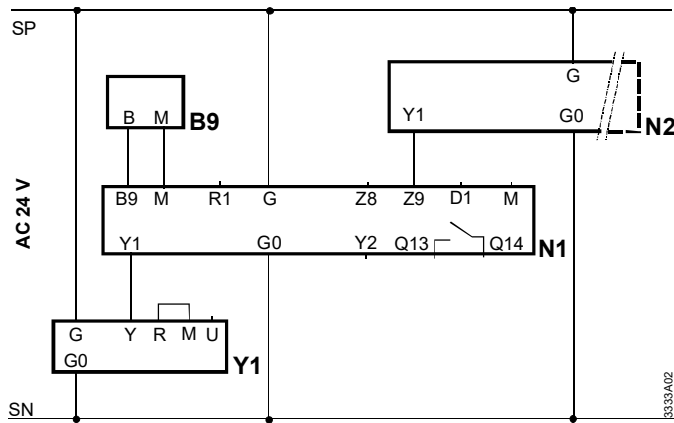 SP
G
Y1 G0
N2
B M
B9
AC 24 V
B9 M R1 G Z8 Z9 D1 M
Y1 G0 Y2 Q13 Q14
N1
G Y R M U
G0
Y1
SN
3333A02